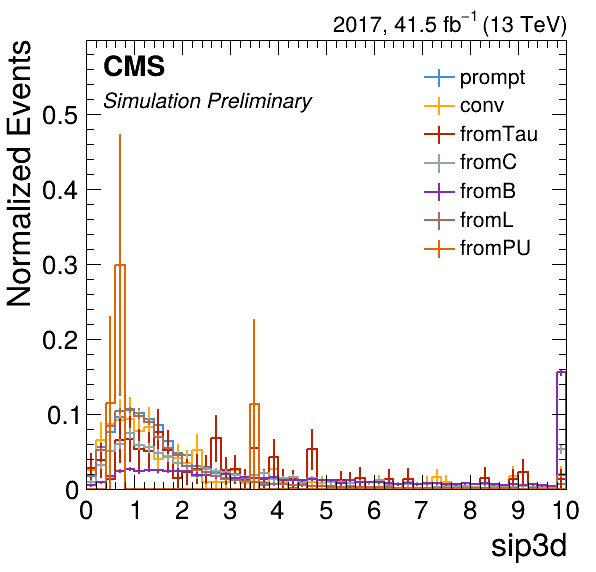 2017, 41.5 fb⁻¹ (13 TeV)
CMS
Simulation Preliminary
prompt
conv
fromTau
fromC
fromB
fromL
fromPU
Normalized Events
0.5
0.4
0.3
0.2
0.1
0
0 1 2 3 4 5 6 7 8 9 10
sip3d